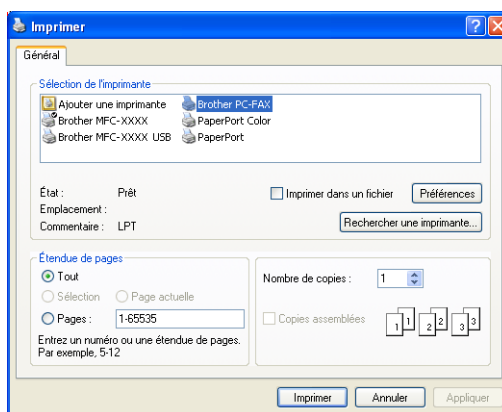 Imprimer
Général
Sélection de l'imprimante
Ajouter une imprimante
Brother PC-FAX
Brother MFC-XXXX
PaperPort Color
Brother MFC-XXXX USB
PaperPort
État : Prêt
Imprimer dans un fichier
Préférences
Emplacement :
Commentaire : LPT
Rechercher une imprimante...
Étendue de pages
Tout
Sélection
Page actuelle
Pages : 1-65535
Entrez un numéro ou une étendue de pages.
Par exemple, 5-12
Nombre de copies : 1
Copies assemblées
1 1 2 2 3 3
Imprimer
Annuler
Appliquer